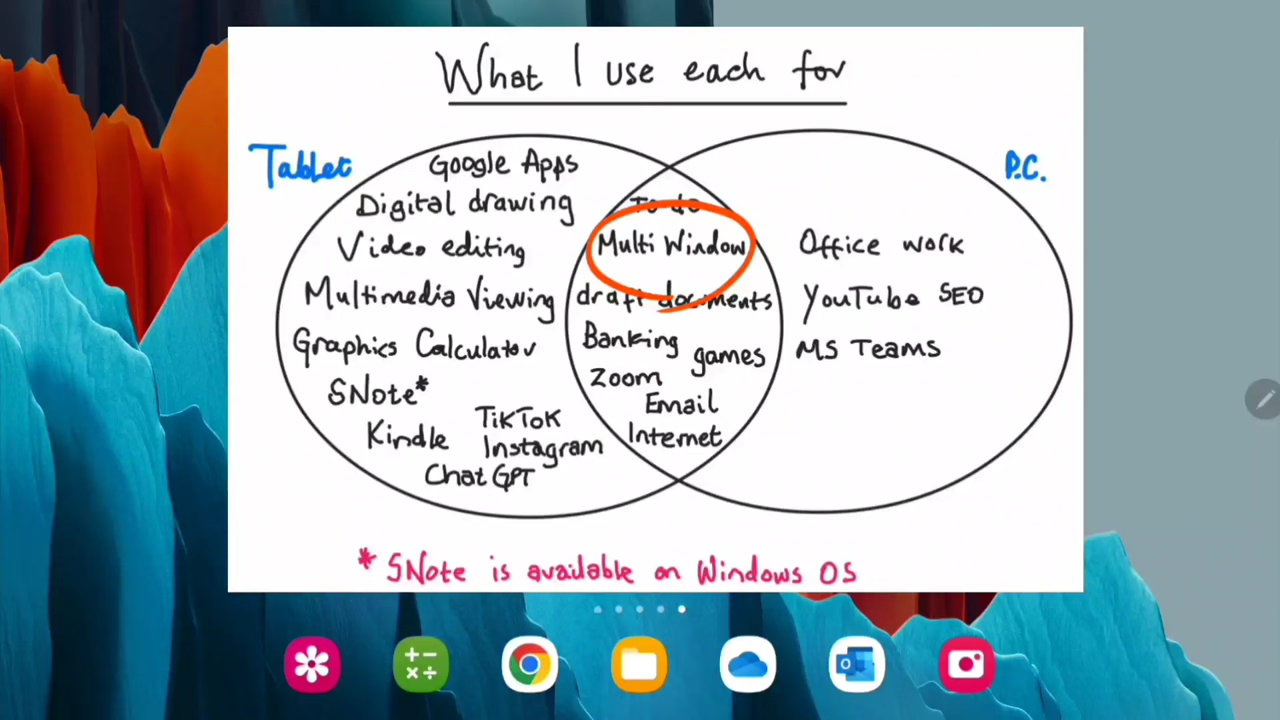 What I use each for
Tablet
P.C.
Google Apps
Digital drawing
Video editing
Multimedia Viewing
Graphics Calculator
SNote*
Kindle
TikTok
Instagram
Chat GPT
To do
Multi Window
draft documents
Banking
games
Zoom
Email
Internet
Office work
YouTube SEO
MS Teams
* SNote is available on Windows OS